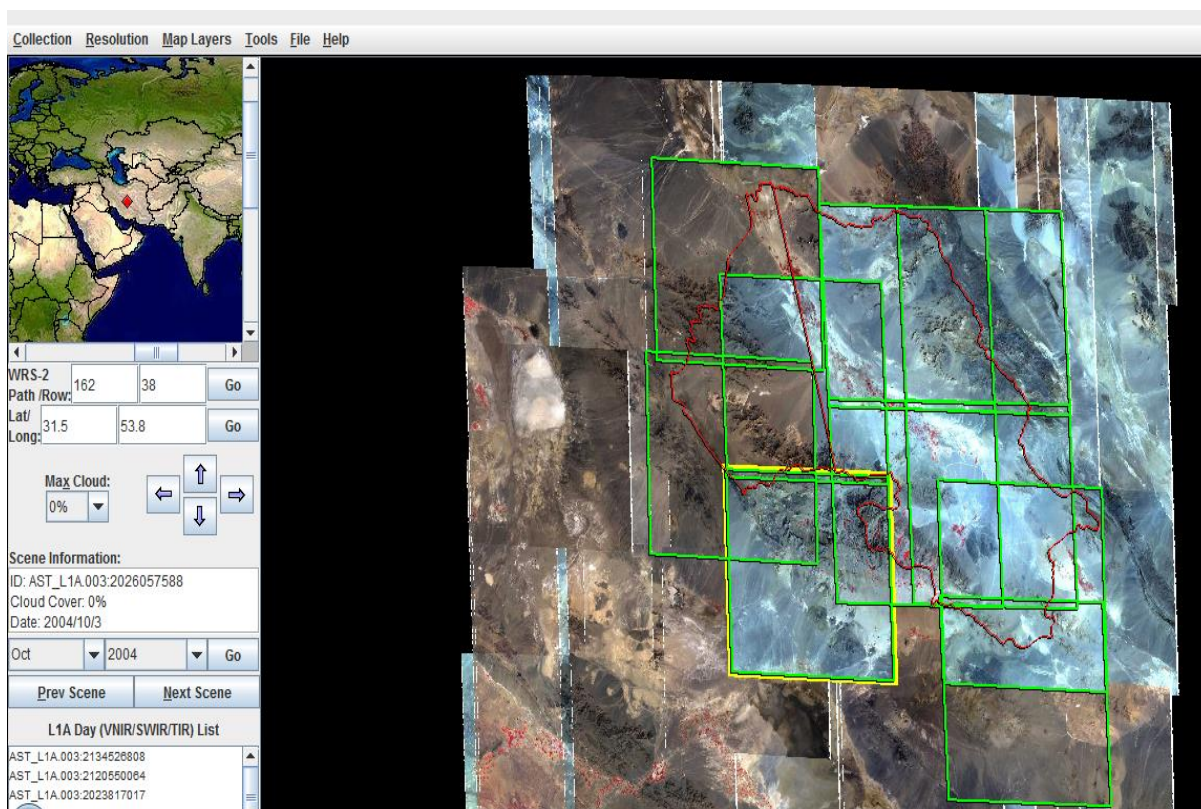 Collection Resolution Map Layers Tools File Help
WRS-2
Path /Row: 162 38 Go
Lat/
Long: 31.5 53.8 Go
Max Cloud:
0%
Scene Information:
ID: AST_L1A.003:2026057588
Cloud Cover: 0%
Date: 2004/10/3
Oct 2004 Go
Prev Scene Next Scene
L1A Day (VNIR/SWIR/TIR) List
AST_L1A.003:2134526808
AST_L1A.003:2120550064
AST_L1A.003:2023817017